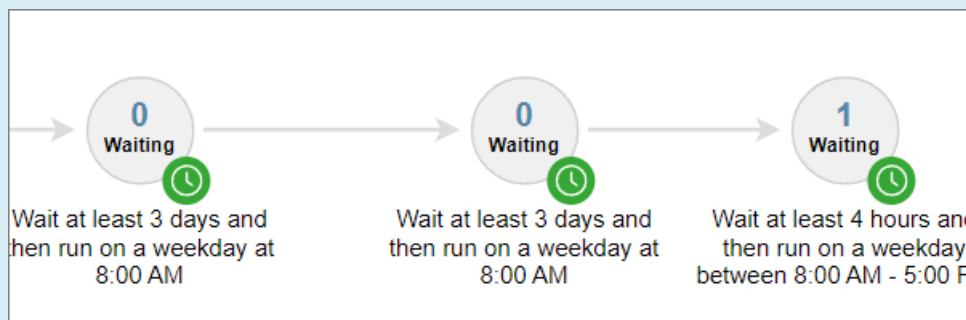 0
Waiting
Wait at least 3 days and
then run on a weekday at
8:00 AM
0
Waiting
Wait at least 3 days and
then run on a weekday at
8:00 AM
1
Waiting
Wait at least 4 hours and
then run on a weekday
between 8:00 AM - 5:00